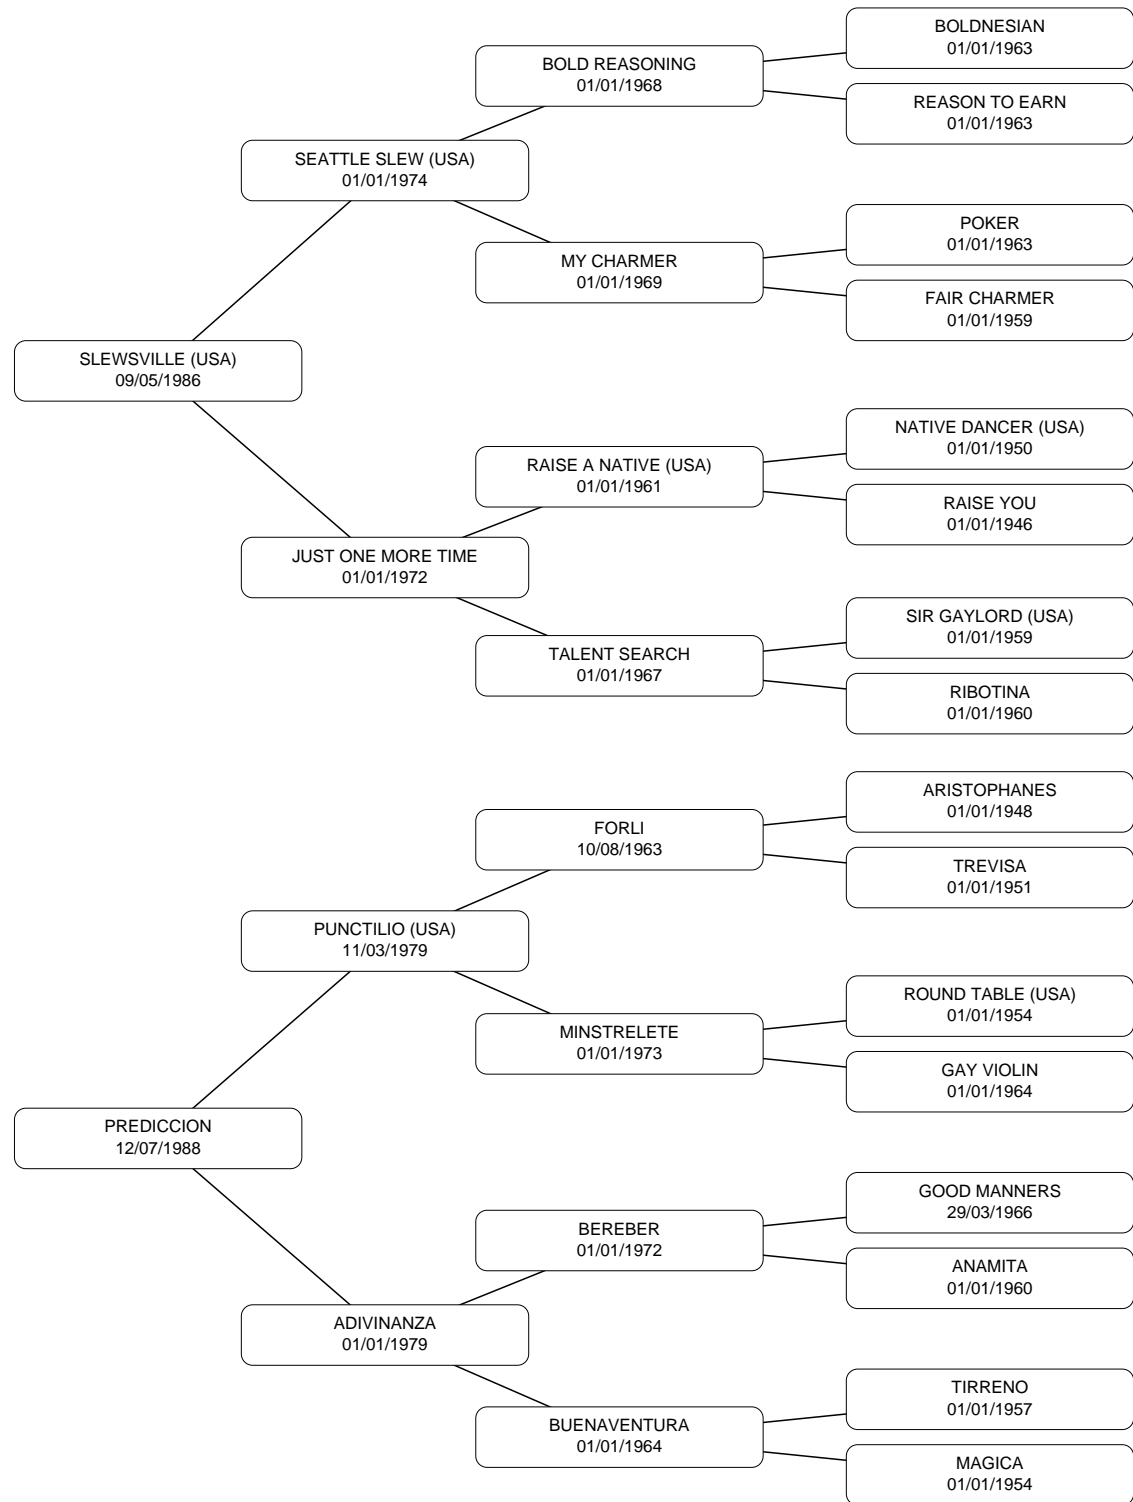 BOLDNESIAN
01/01/1963
BOLD REASONING
01/01/1968
REASON TO EARN
01/01/1963
SEATTLE SLEW (USA)
01/01/1974
POKER
01/01/1963
MY CHARMER
01/01/1969
FAIR CHARMER
01/01/1959
SLEWSVILLE (USA)
09/05/1986
NATIVE DANCER (USA)
01/01/1950
RAISE A NATIVE (USA)
01/01/1961
RAISE YOU
01/01/1946
JUST ONE MORE TIME
01/01/1972
SIR GAYLORD (USA)
01/01/1959
TALENT SEARCH
01/01/1967
RIBOTINA
01/01/1960
ARISTOPHANES
01/01/1948
FORLI
10/08/1963
TREVISA
01/01/1951
PUNCTILIO (USA)
11/03/1979
ROUND TABLE (USA)
01/01/1954
MINSTRELETE
01/01/1973
GAY VIOLIN
01/01/1964
PREDICCION
12/07/1988
GOOD MANNERS
29/03/1966
BEREBER
01/01/1972
ANAMITA
01/01/1960
ADIVINANZA
01/01/1979
TIRRENO
01/01/1957
BUENAVENTURA
01/01/1964
MAGICA
01/01/1954